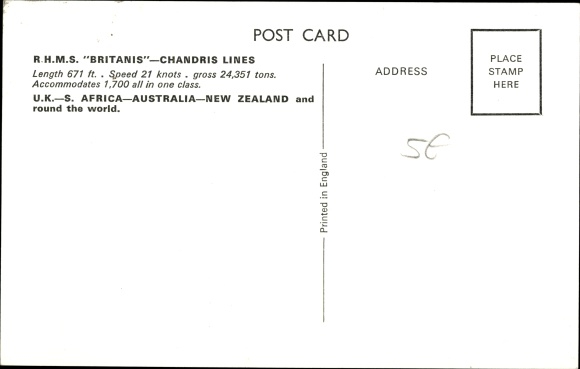 POST CARD
R.H.M.S. "BRITANIS"—CHANDRIS LINES
Length 671 ft. . Speed 21 knots . gross 24,351 tons.
Accommodates 1,700 all in one class.
U.K.—S. AFRICA—AUSTRALIA—NEW ZEALAND and
round the world.
Printed in England
ADDRESS
PLACE
STAMP
HERE
5€